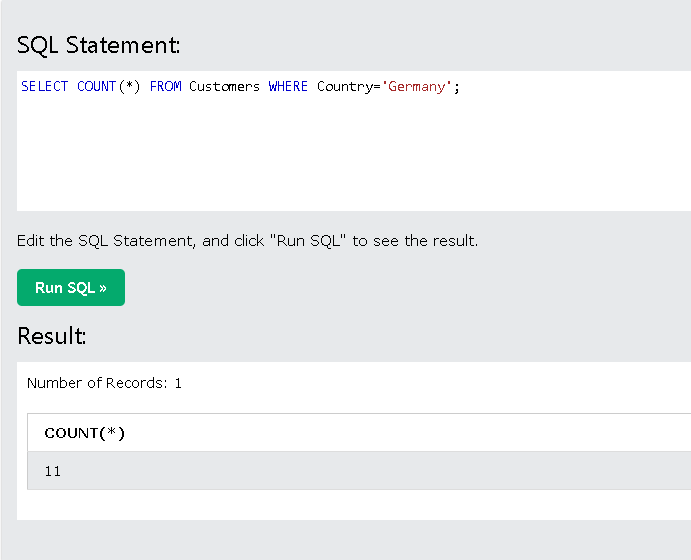 SQL Statement:
SELECT COUNT(*) FROM Customers WHERE Country='Germany';
Edit the SQL Statement, and click "Run SQL" to see the result.
Run SQL »
Result:
Number of Records: 1
COUNT(*)
11